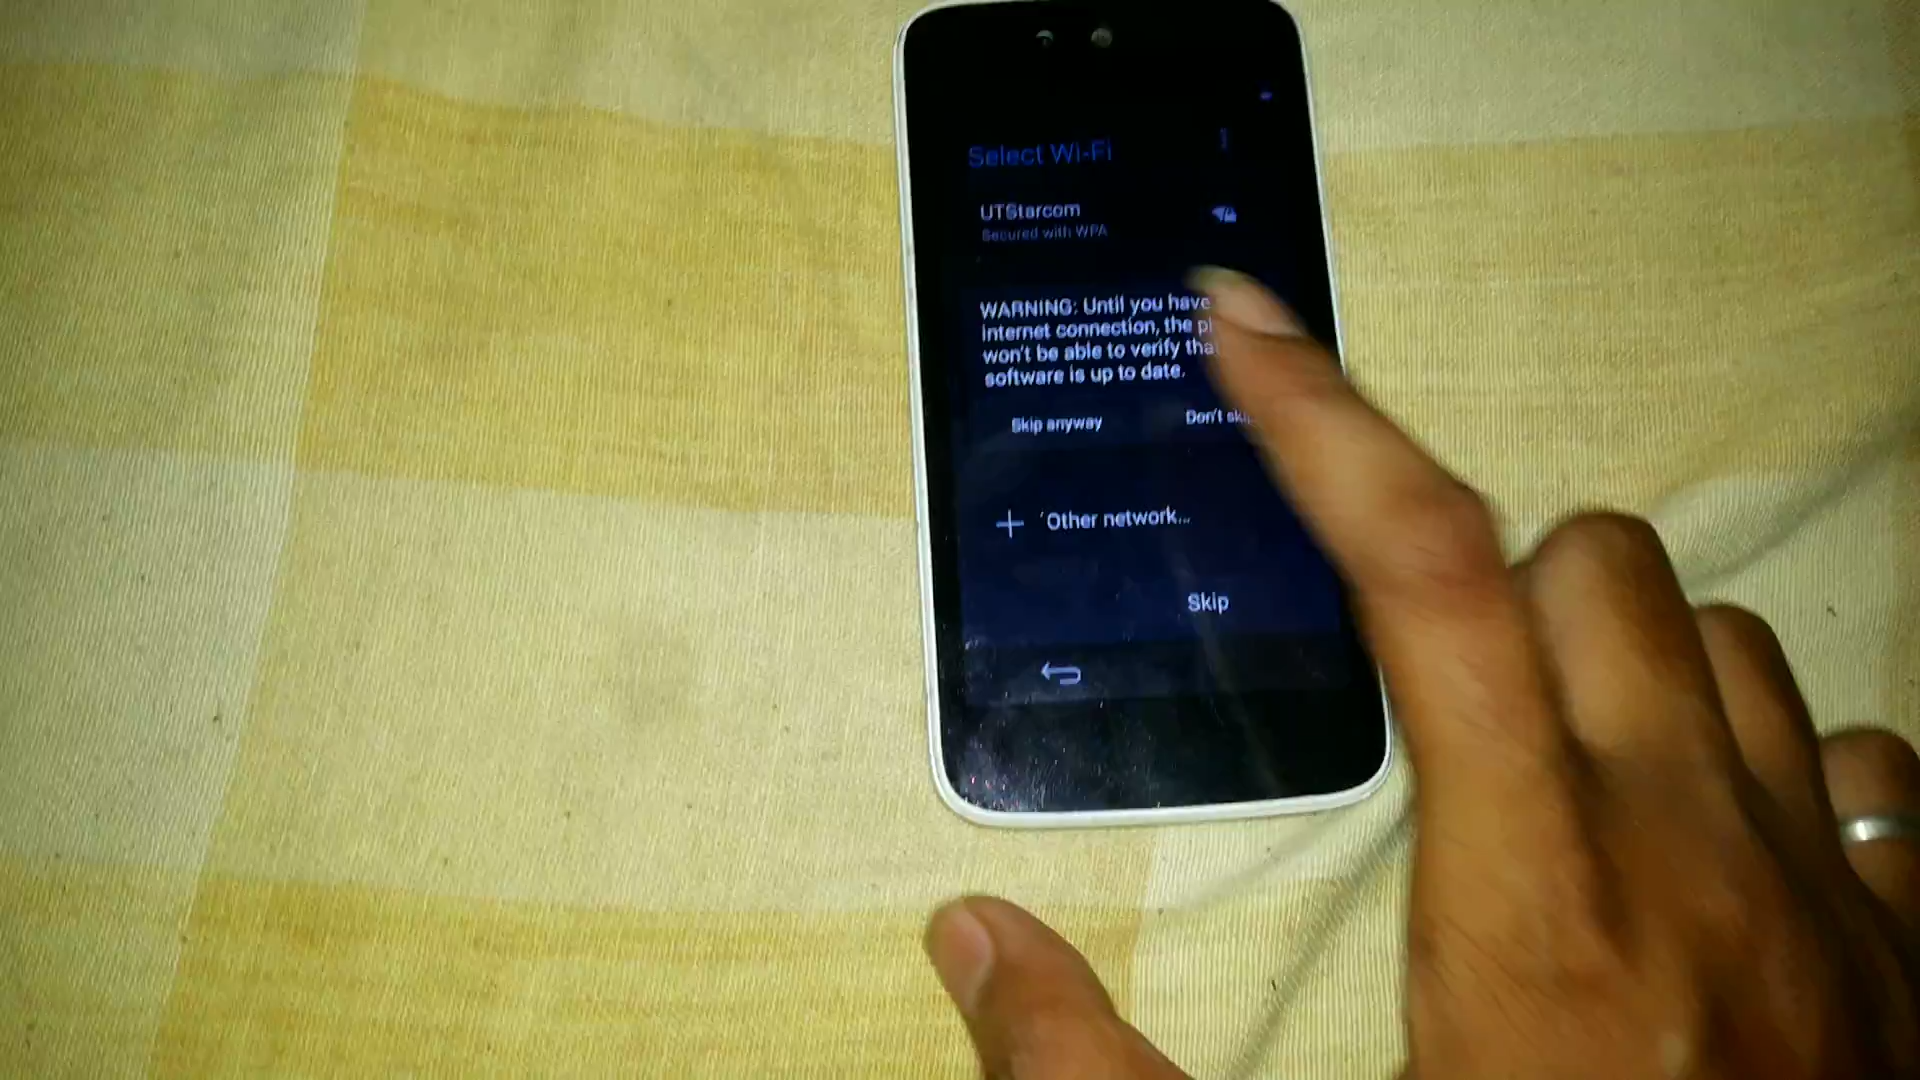 Select Wi-Fi
UTStarcom
Secured with WPA
WARNING: Until you have
internet connection, the
won't be able to verify
software is up to date.
Skip anyway
Don't
Other network...
Skip